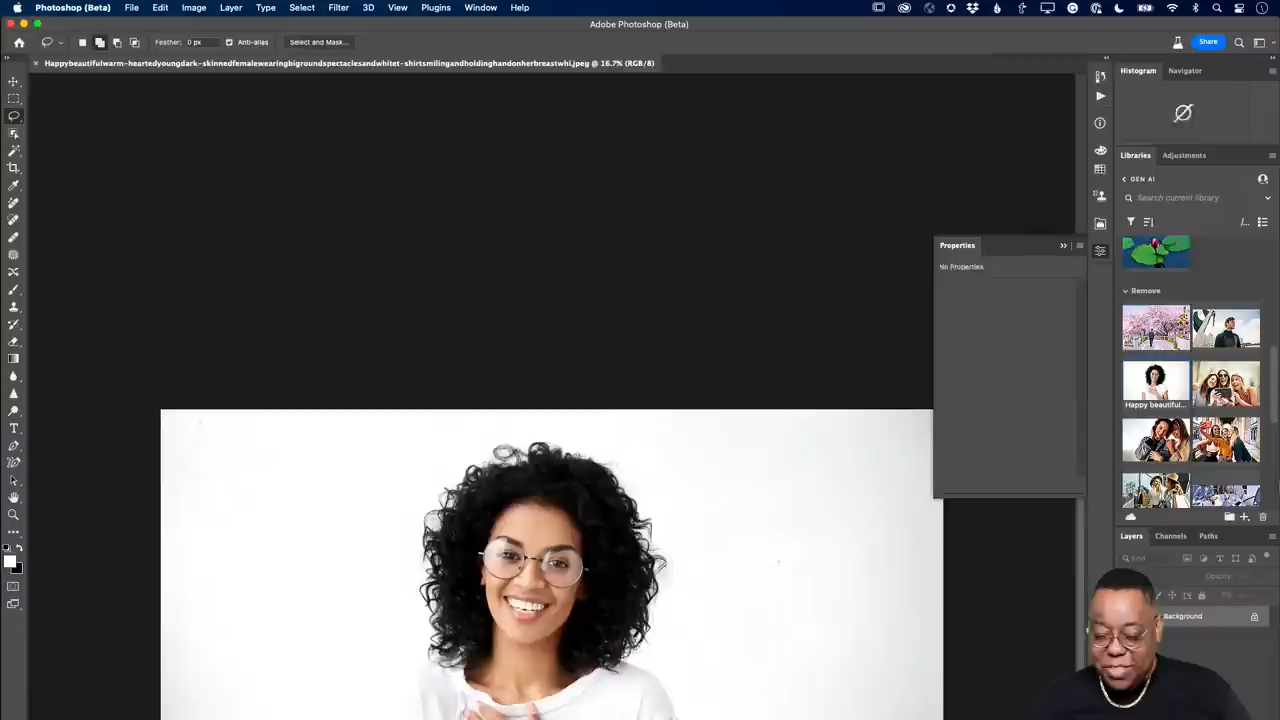 Photoshop (Beta) File Edit Image Layer Type Select Filter 3D View Plugins Window Help
Adobe Photoshop (Beta)
Feather: 0 px Anti-alias Select and Mask... Share
Happybeautifulwarm-heartedyoungdark-skinnedfemalewearingbigroundspectaclesandwhitet-shirtsmilingandholdinghandonherbreastwhi.jpeg @ 16.7% (RGB/8)
Histogram Navigator
Libraries Adjustments
GEN AI
Search current library
Properties
No Properties
Remove
Happy beautiful...
Layers Channels Paths
Kind
Opacity:
Background